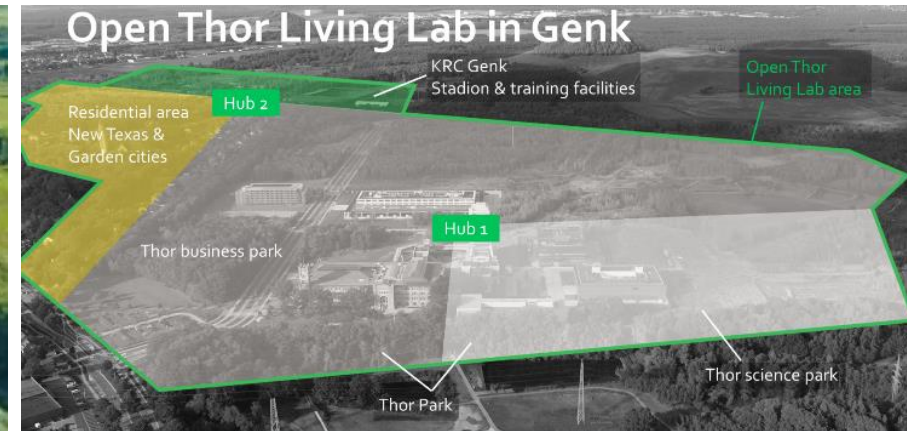 Open Thor Living Lab in Genk
KRC Genk
Stadion & training facilities
Open Thor
Living Lab area
Hub 2
Residential area
New Texas &
Garden cities
Hub 1
Thor business park
Thor science park
Thor Park